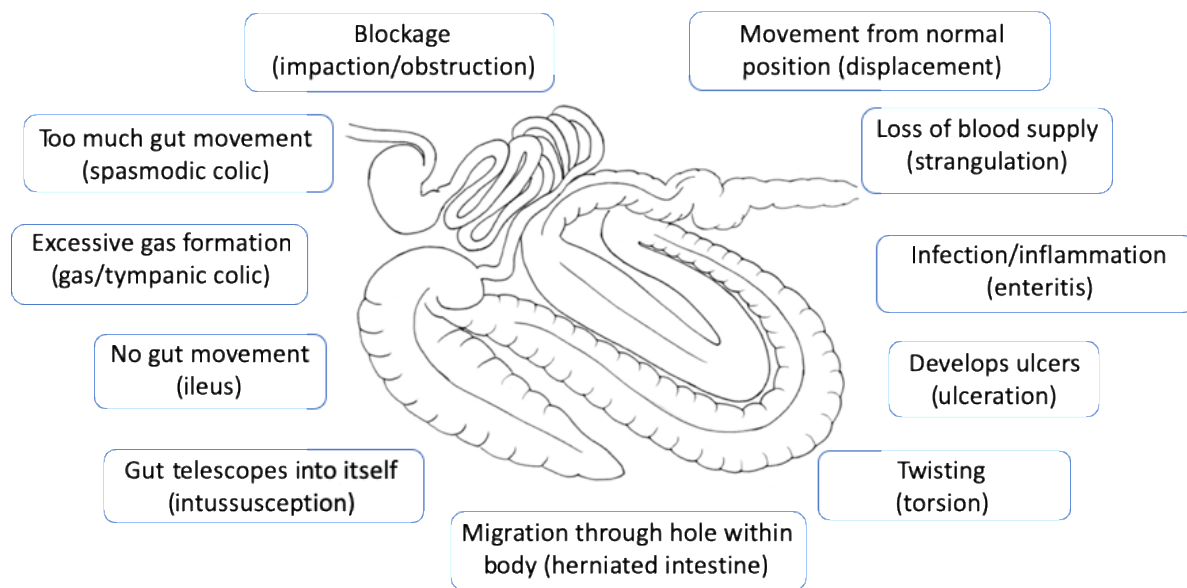 Blockage
(impaction/obstruction)
Movement from normal
position (displacement)
Too much gut movement
(spasmodic colic)
Loss of blood supply
(strangulation)
Excessive gas formation
(gas/tympanic colic)
Infection/inflammation
(enteritis)
No gut movement
(ileus)
Develops ulcers
(ulceration)
Gut telescopes into itself
(intussusception)
Twisting
(torsion)
Migration through hole within
body (herniated intestine)